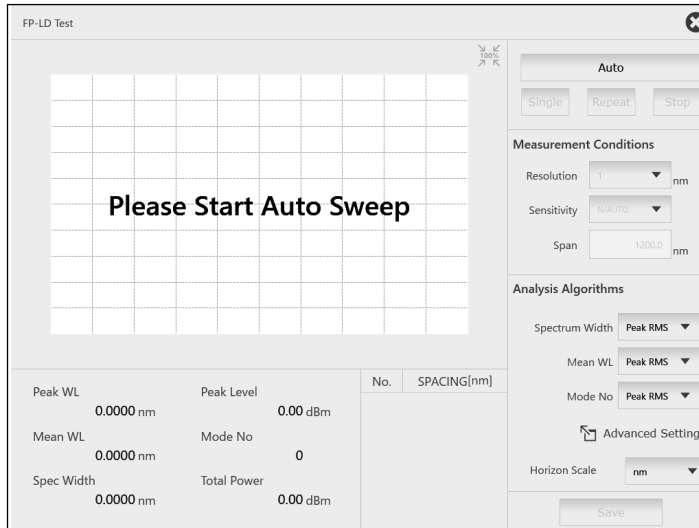 FP-LD Test
100%
Please Start Auto Sweep
Auto
Single Repeat Stop
Measurement Conditions
Resolution 1 nm
Sensitivity N/AUTO
Span 1200.0 nm
Analysis Algorithms
Spectrum Width Peak RMS
Mean WL Peak RMS
Mode No Peak RMS
Advanced Setting
Horizon Scale nm
Save
Peak WL Peak Level
0.0000 nm 0.00 dBm
Mean WL Mode No
0.0000 nm 0
Spec Width Total Power
0.0000 nm 0.00 dBm
No. SPACING[nm]